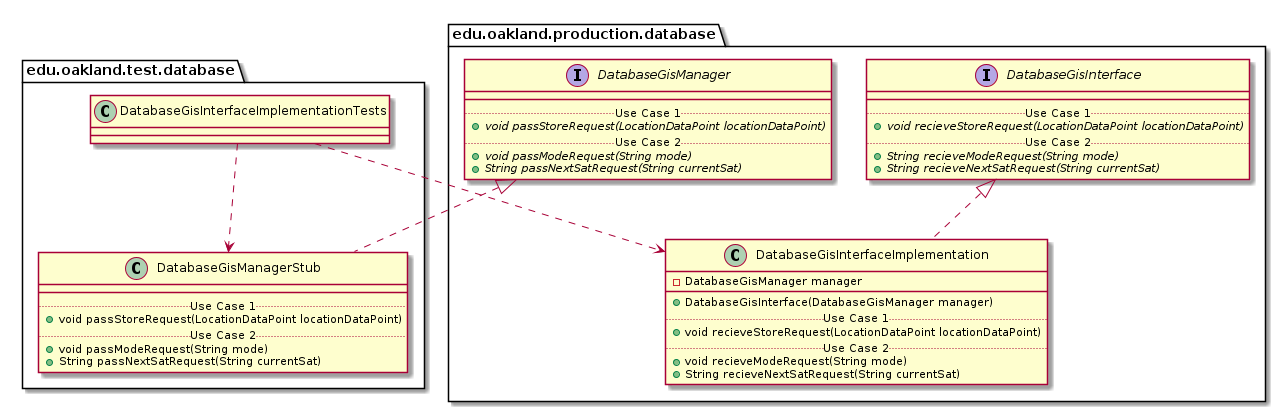 edu.oakland.test.database
C DatabaseGisInterfaceImplementationTests
C DatabaseGisManagerStub
Use Case 1
void passStoreRequest(LocationDataPoint locationDataPoint)
Use Case 2
void passModeRequest(String mode)
String passNextSatRequest(String currentSat)
edu.oakland.production.database
I DatabaseGisManager
Use Case 1
void passStoreRequest(LocationDataPoint locationDataPoint)
Use Case 2
void passModeRequest(String mode)
String passNextSatRequest(String currentSat)
I DatabaseGisInterface
Use Case 1
void recieveStoreRequest(LocationDataPoint locationDataPoint)
Use Case 2
String recieveModeRequest(String mode)
String recieveNextSatRequest(String currentSat)
C DatabaseGisInterfaceImplementation
DatabaseGisManager manager
DatabaseGisInterface(DatabaseGisManager manager)
Use Case 1
void recieveStoreRequest(LocationDataPoint locationDataPoint)
Use Case 2
void recieveModeRequest(String mode)
String recieveNextSatRequest(String currentSat)